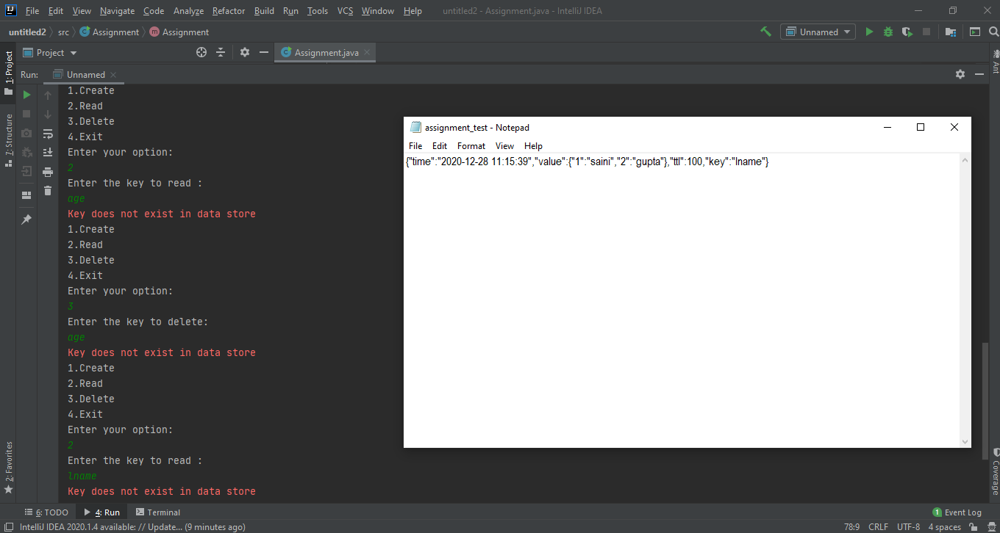 File Edit View Navigate Code Analyze Refactor Build Run Tools VCS Window Help untitled2 - Assignment.java - IntelliJ IDEA
untitled2 src Assignment Assignment Unnamed
Project Assignment.java
Run: Unnamed
1: Project
7: Structure
2: Favorites
1.Create
2.Read
3.Delete
4.Exit
Enter your option:
2
Enter the key to read :
age
Key does not exist in data store
1.Create
2.Read
3.Delete
4.Exit
Enter your option:
3
Enter the key to delete:
age
Key does not exist in data store
1.Create
2.Read
3.Delete
4.Exit
Enter your option:
2
Enter the key to read :
lname
Key does not exist in data store
assignment_test - Notepad
File Edit Format View Help
{"time":"2020-12-28 11:15:39","value":{"1":"saini","2":"gupta"},"ttl":100,"key":"lname"}
Ant
Coverage
6: TODO 4: Run Terminal 1 Event Log
IntelliJ IDEA 2020.1.4 available: // Update... (9 minutes ago) 78:9 CRLF UTF-8 4 spaces